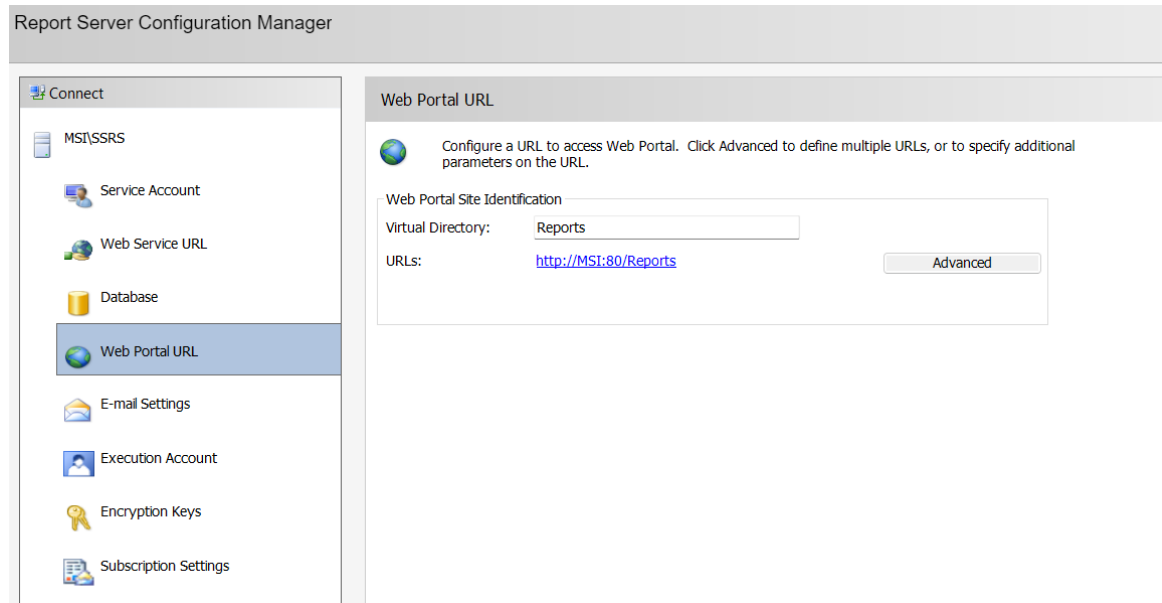 Report Server Configuration Manager
Connect
MSI\SSRS
Service Account
Web Service URL
Database
Web Portal URL
E-mail Settings
Execution Account
Encryption Keys
Subscription Settings
Web Portal URL
Configure a URL to access Web Portal.  Click Advanced to define multiple URLs, or to specify additional
parameters on the URL.
Web Portal Site Identification
Virtual Directory: Reports
URLs: http://MSI:80/Reports Advanced